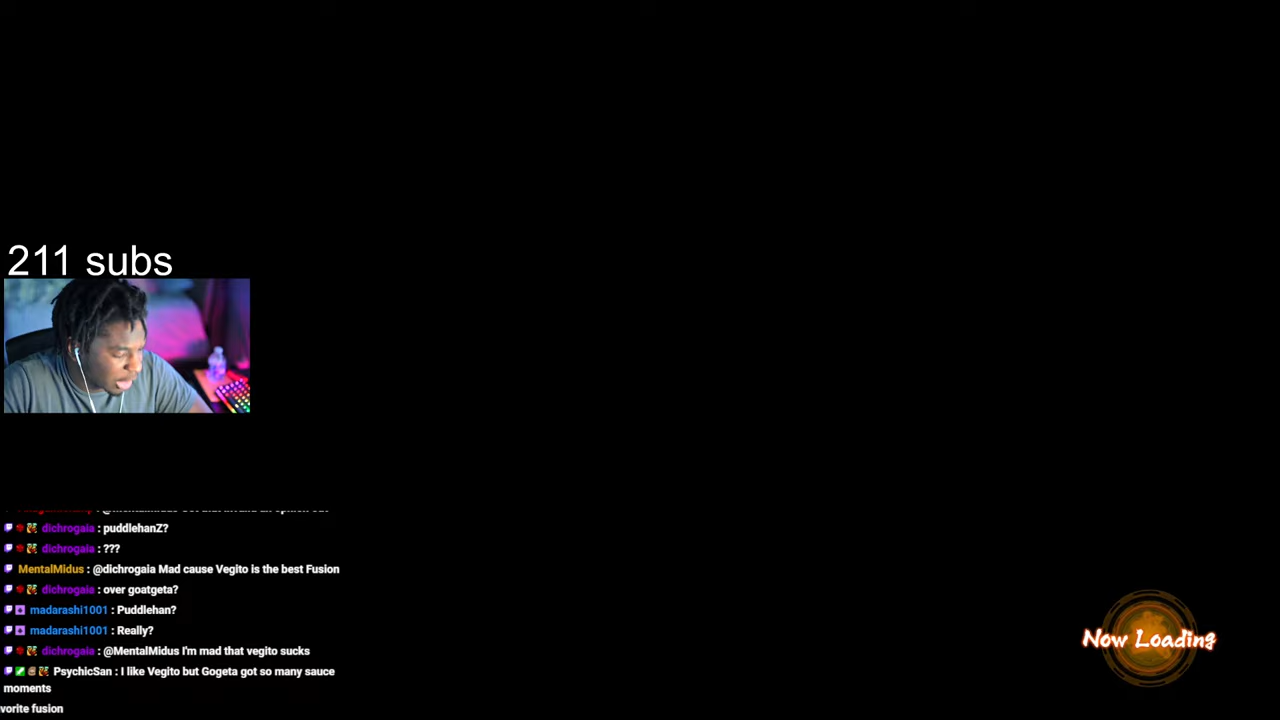 211 subs
dichrogaia : puddlehanZ?
dichrogaia : ???
MentalMidus : @dichrogaia Mad cause Vegito is the best Fusion
dichrogaia : over goatgeta?
madarashi1001 : Puddlehan?
madarashi1001 : Really?
dichrogaia : @MentalMidus I'm mad that vegito sucks
PsychicSan : I like Vegito but Gogeta got so many sauce
moments
vorite fusion
Now Loading